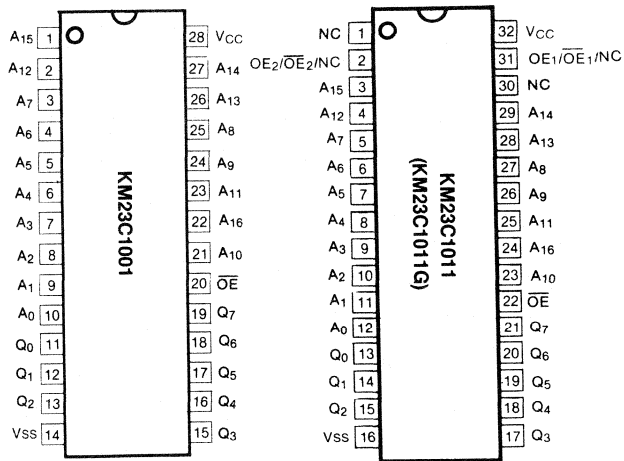 A15 1 28 VCC
A12 2 27 A14
A7 3 26 A13
A6 4 25 A8
A5 5 24 A9
A4 6 23 A11
A3 7 22 A16
A2 8 21 A10
A1 9 20 O̅E̅
A0 10 19 Q7
Q0 11 18 Q6
Q1 12 17 Q5
Q2 13 16 Q4
VSS 14 15 Q3
KM23C1001
NC 1 32 VCC
OE2/O̅E̅2/NC 2 31 OE1/O̅E̅1/NC
A15 3 30 NC
A12 4 29 A14
A7 5 28 A13
A6 6 27 A8
A5 7 26 A9
A4 8 25 A11
A3 9 24 A16
A2 10 23 A10
A1 11 22 O̅E̅
A0 12 21 Q7
Q0 13 20 Q6
Q1 14 19 Q5
Q2 15 18 Q4
VSS 16 17 Q3
KM23C1011
(KM23C1011G)